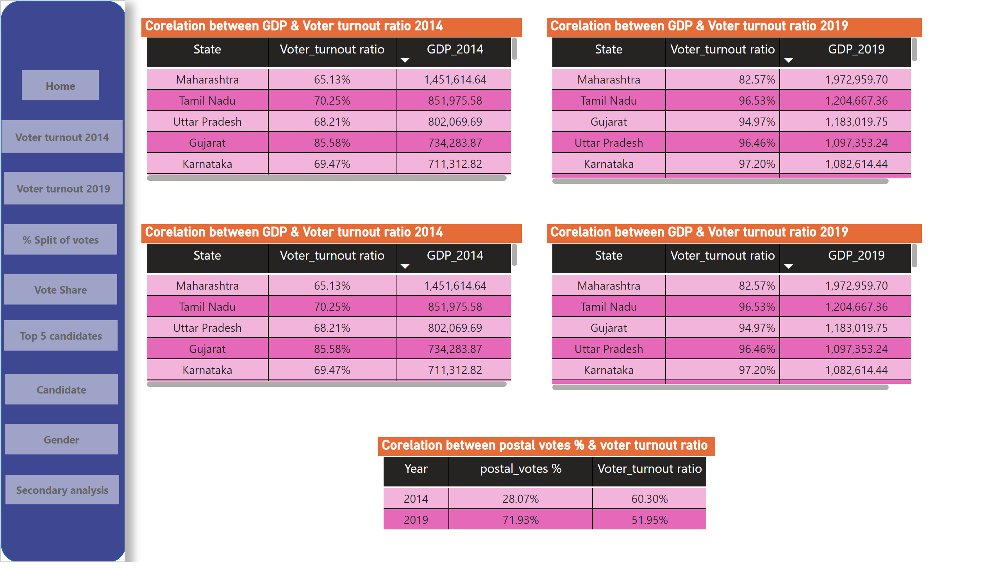 Home
Voter turnout 2014
Voter turnout 2019
% Split of votes
Vote Share
Top 5 candidates
Candidate
Gender
Secondary analysis
Corelation between GDP & Voter turnout ratio 2014
State Voter_turnout ratio GDP_2014
Maharashtra 65.13% 1,451,614.64
Tamil Nadu 70.25% 851,975.58
Uttar Pradesh 68.21% 802,069.69
Gujarat 85.58% 734,283.87
Karnataka 69.47% 711,312.82
Corelation between GDP & Voter turnout ratio 2019
State Voter_turnout ratio GDP_2019
Maharashtra 82.57% 1,972,959.70
Tamil Nadu 96.53% 1,204,667.36
Gujarat 94.97% 1,183,019.75
Uttar Pradesh 96.46% 1,097,353.24
Karnataka 97.20% 1,082,614.44
Corelation between GDP & Voter turnout ratio 2014
State Voter_turnout ratio GDP_2014
Maharashtra 65.13% 1,451,614.64
Tamil Nadu 70.25% 851,975.58
Uttar Pradesh 68.21% 802,069.69
Gujarat 85.58% 734,283.87
Karnataka 69.47% 711,312.82
Corelation between GDP & Voter turnout ratio 2019
State Voter_turnout ratio GDP_2019
Maharashtra 82.57% 1,972,959.70
Tamil Nadu 96.53% 1,204,667.36
Gujarat 94.97% 1,183,019.75
Uttar Pradesh 96.46% 1,097,353.24
Karnataka 97.20% 1,082,614.44
Corelation between postal votes % & voter turnout ratio
Year postal_votes % Voter_turnout ratio
2014 28.07% 60.30%
2019 71.93% 51.95%